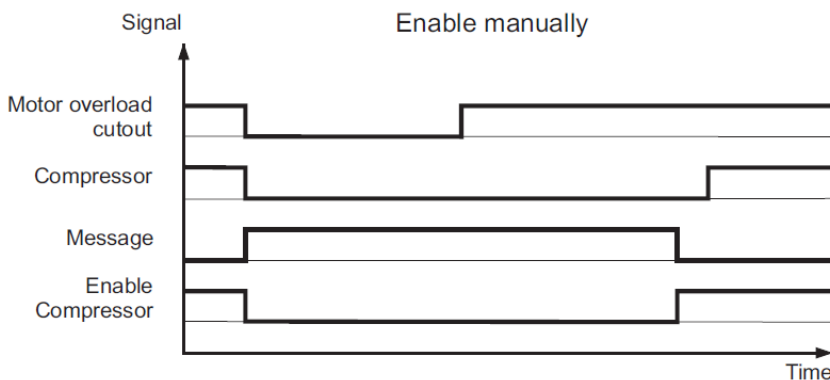 Signal
Enable manually
Motor overload
cutout
Compressor
Message
Enable
Compressor
Time